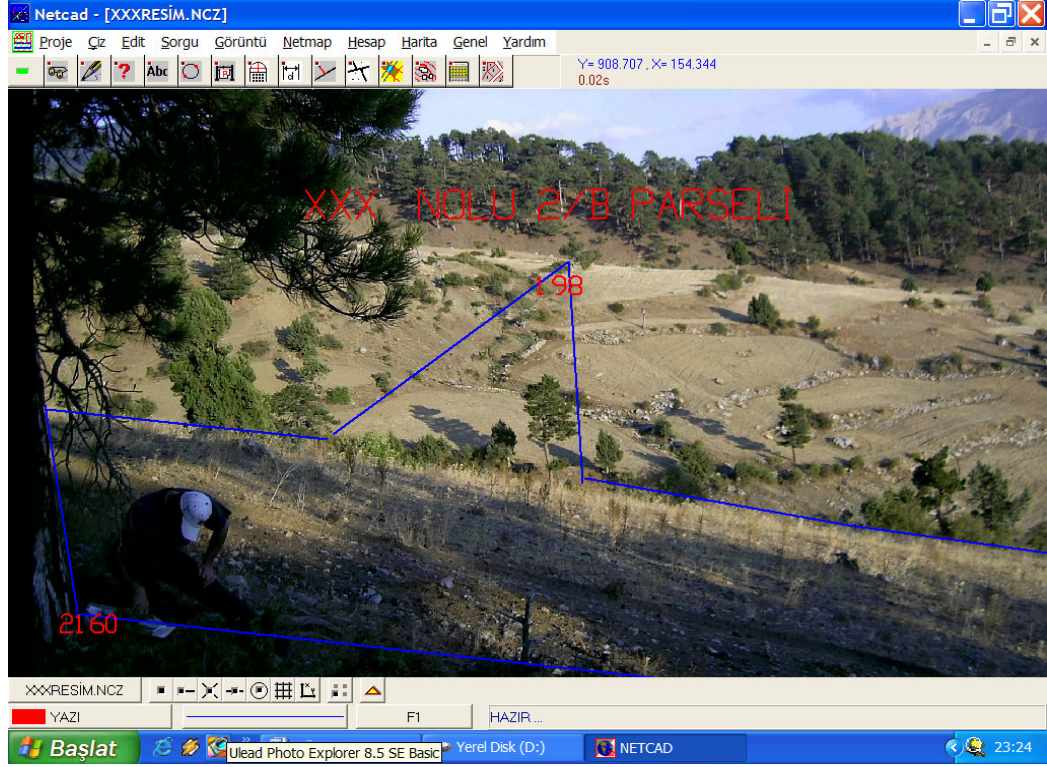 Netcad - [XXXRESİM.NCZ]
Proje Çiz Edit Sorgu Görüntü Netmap Hesap Harita Genel Yardım
Abc
Y= 908.707 , X= 154.344
0.02s
XXX NOLU 2/B PARSELİ
198
2160
XXXRESİM.NCZ
YAZI F1 HAZIR ...
Başlat Ulead Photo Explorer 8.5 SE Basic Yerel Disk (D:) NETCAD 23:24